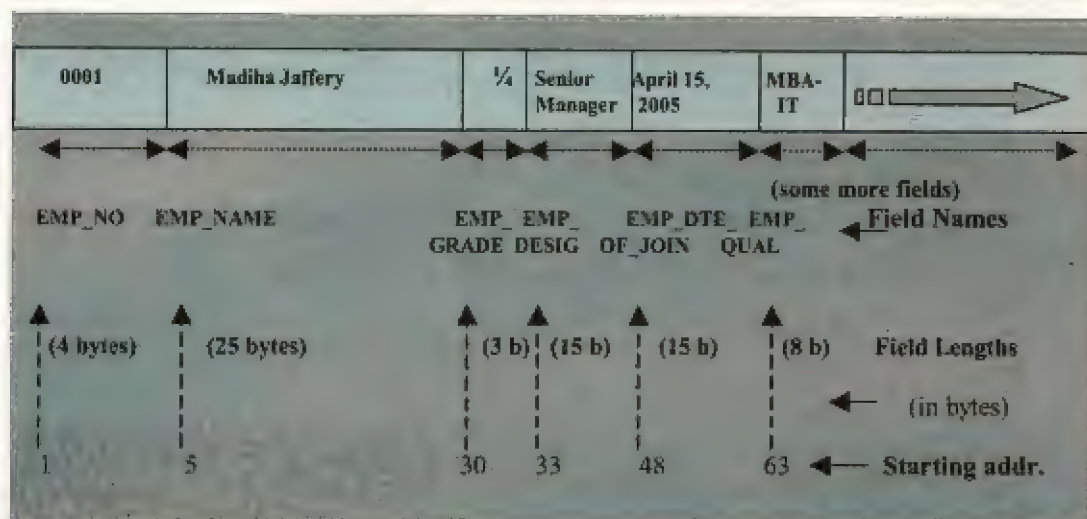 0001 Madiha Jaffery ¼ Senior Manager April 15, 2005 MBA-IT
(some more fields)
EMP_NO EMP_NAME EMP_ EMP_ EMP_DTE_ EMP_ Field Names
GRADE DESIG OF_JOIN QUAL
(4 bytes) (25 bytes) (3 b) (15 b) (15 b) (8 b) Field Lengths
(in bytes)
1 5 30 33 48 63 Starting addr.